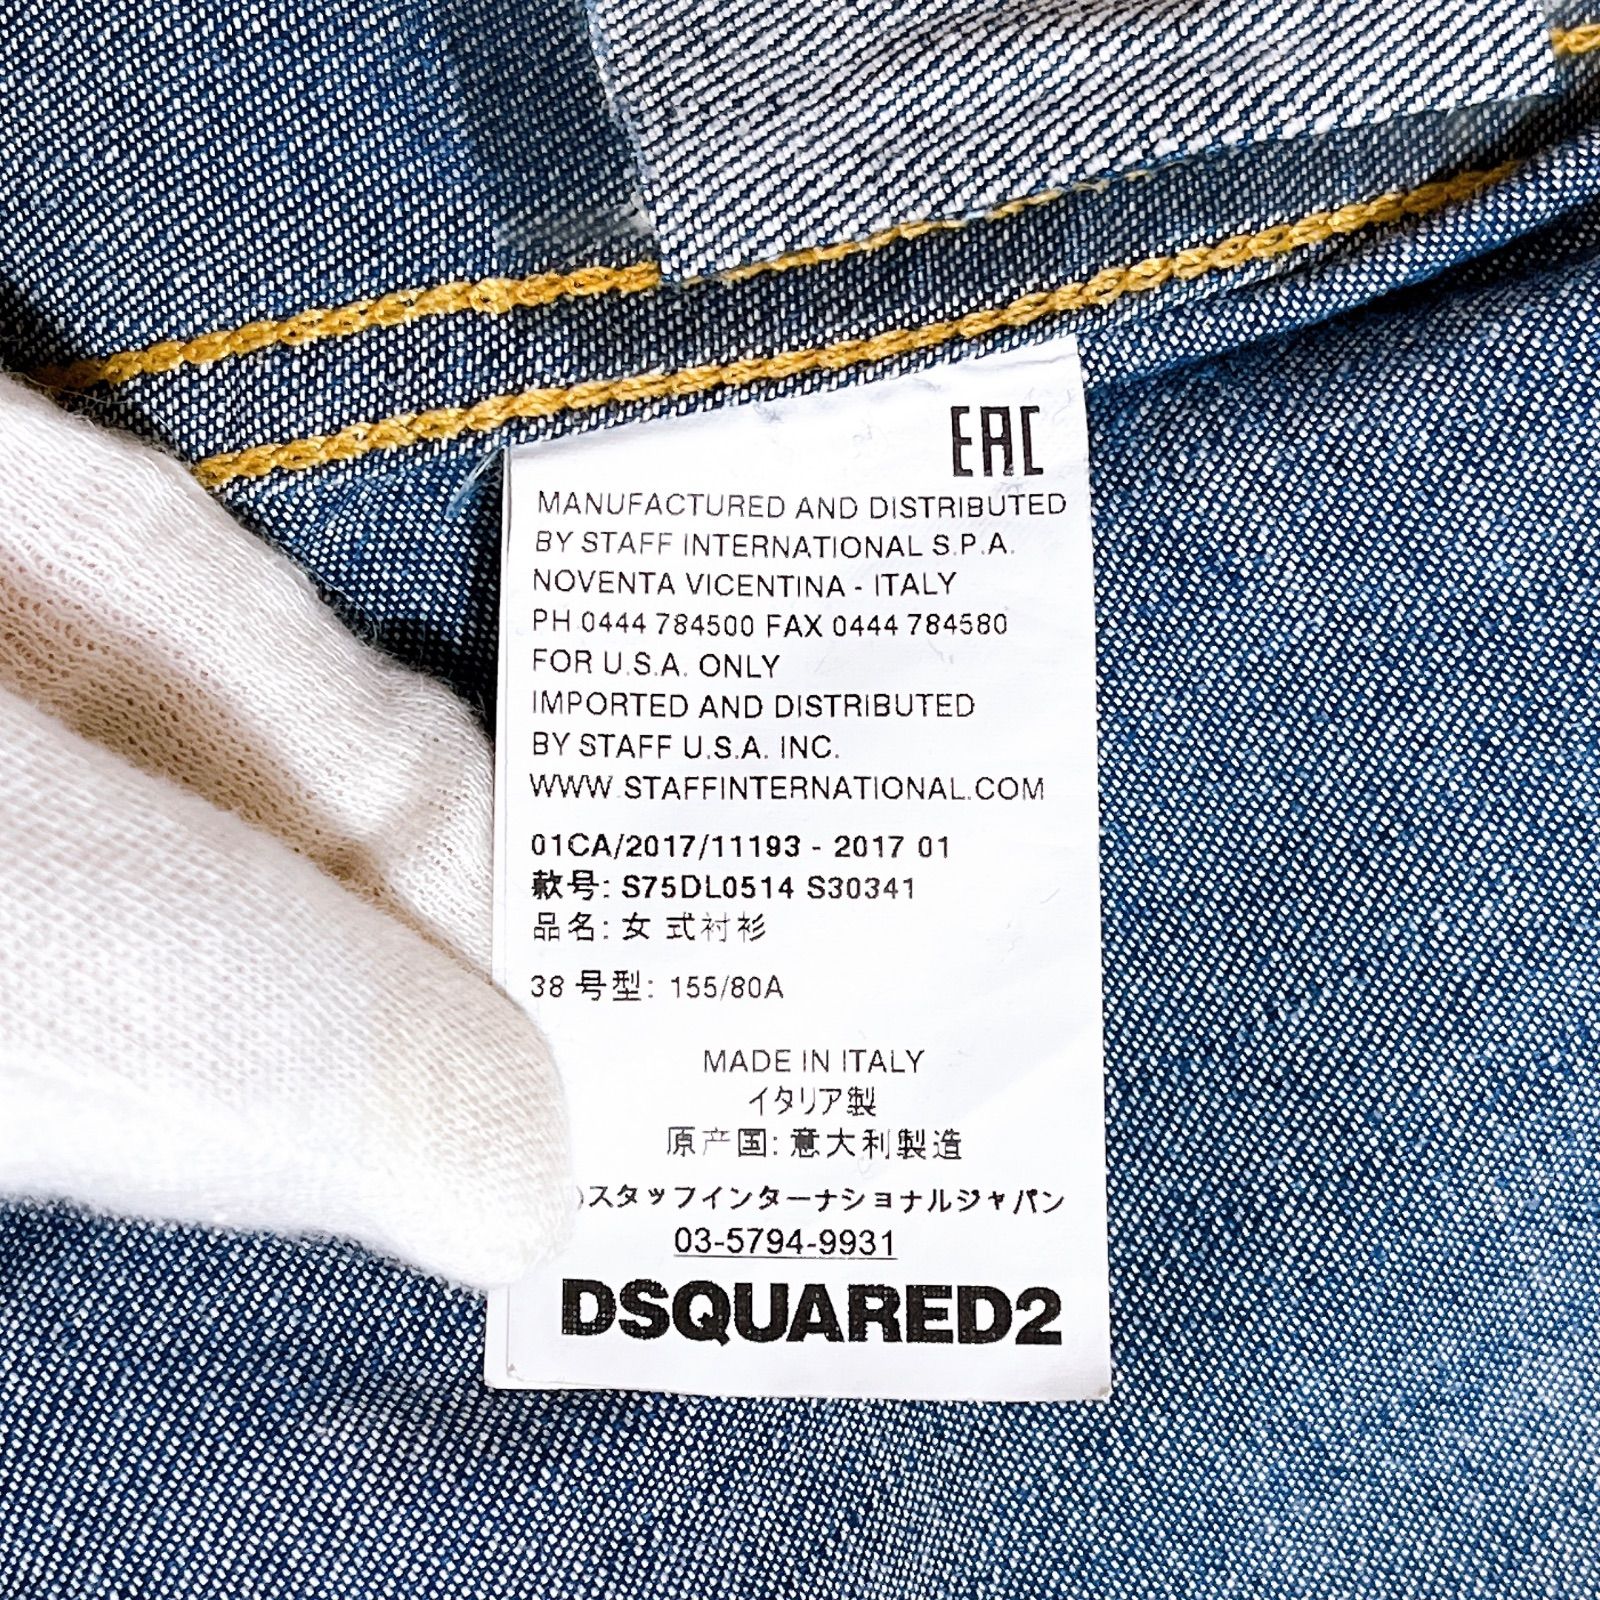 EAC
MANUFACTURED AND DISTRIBUTED
BY STAFF INTERNATIONAL S.P.A.
NOVENTA VICENTINA - ITALY
PH 0444 784500 FAX 0444 784580
FOR U.S.A. ONLY
IMPORTED AND DISTRIBUTED
BY STAFF U.S.A. INC.
WWW.STAFFINTERNATIONAL.COM
01CA/2017/11193 - 2017 01
款号: S75DL0514 S30341
品名: 女 式衬衫
38 号型: 155/80A
MADE IN ITALY
イタリア製
原产国: 意大利製造
)スタッフインターナショナルジャパン
03-5794-9931
DSQUARED2